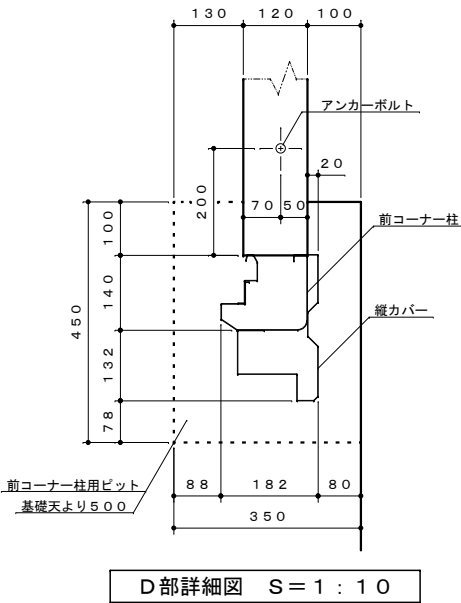 130 120 100
アンカーボルト
20
200
70 50
前コーナー柱
100
140
450
縦カバー
132
78
前コーナー柱用ピット
基礎天より500
88 182 80
350
D部詳細図 S=1:10